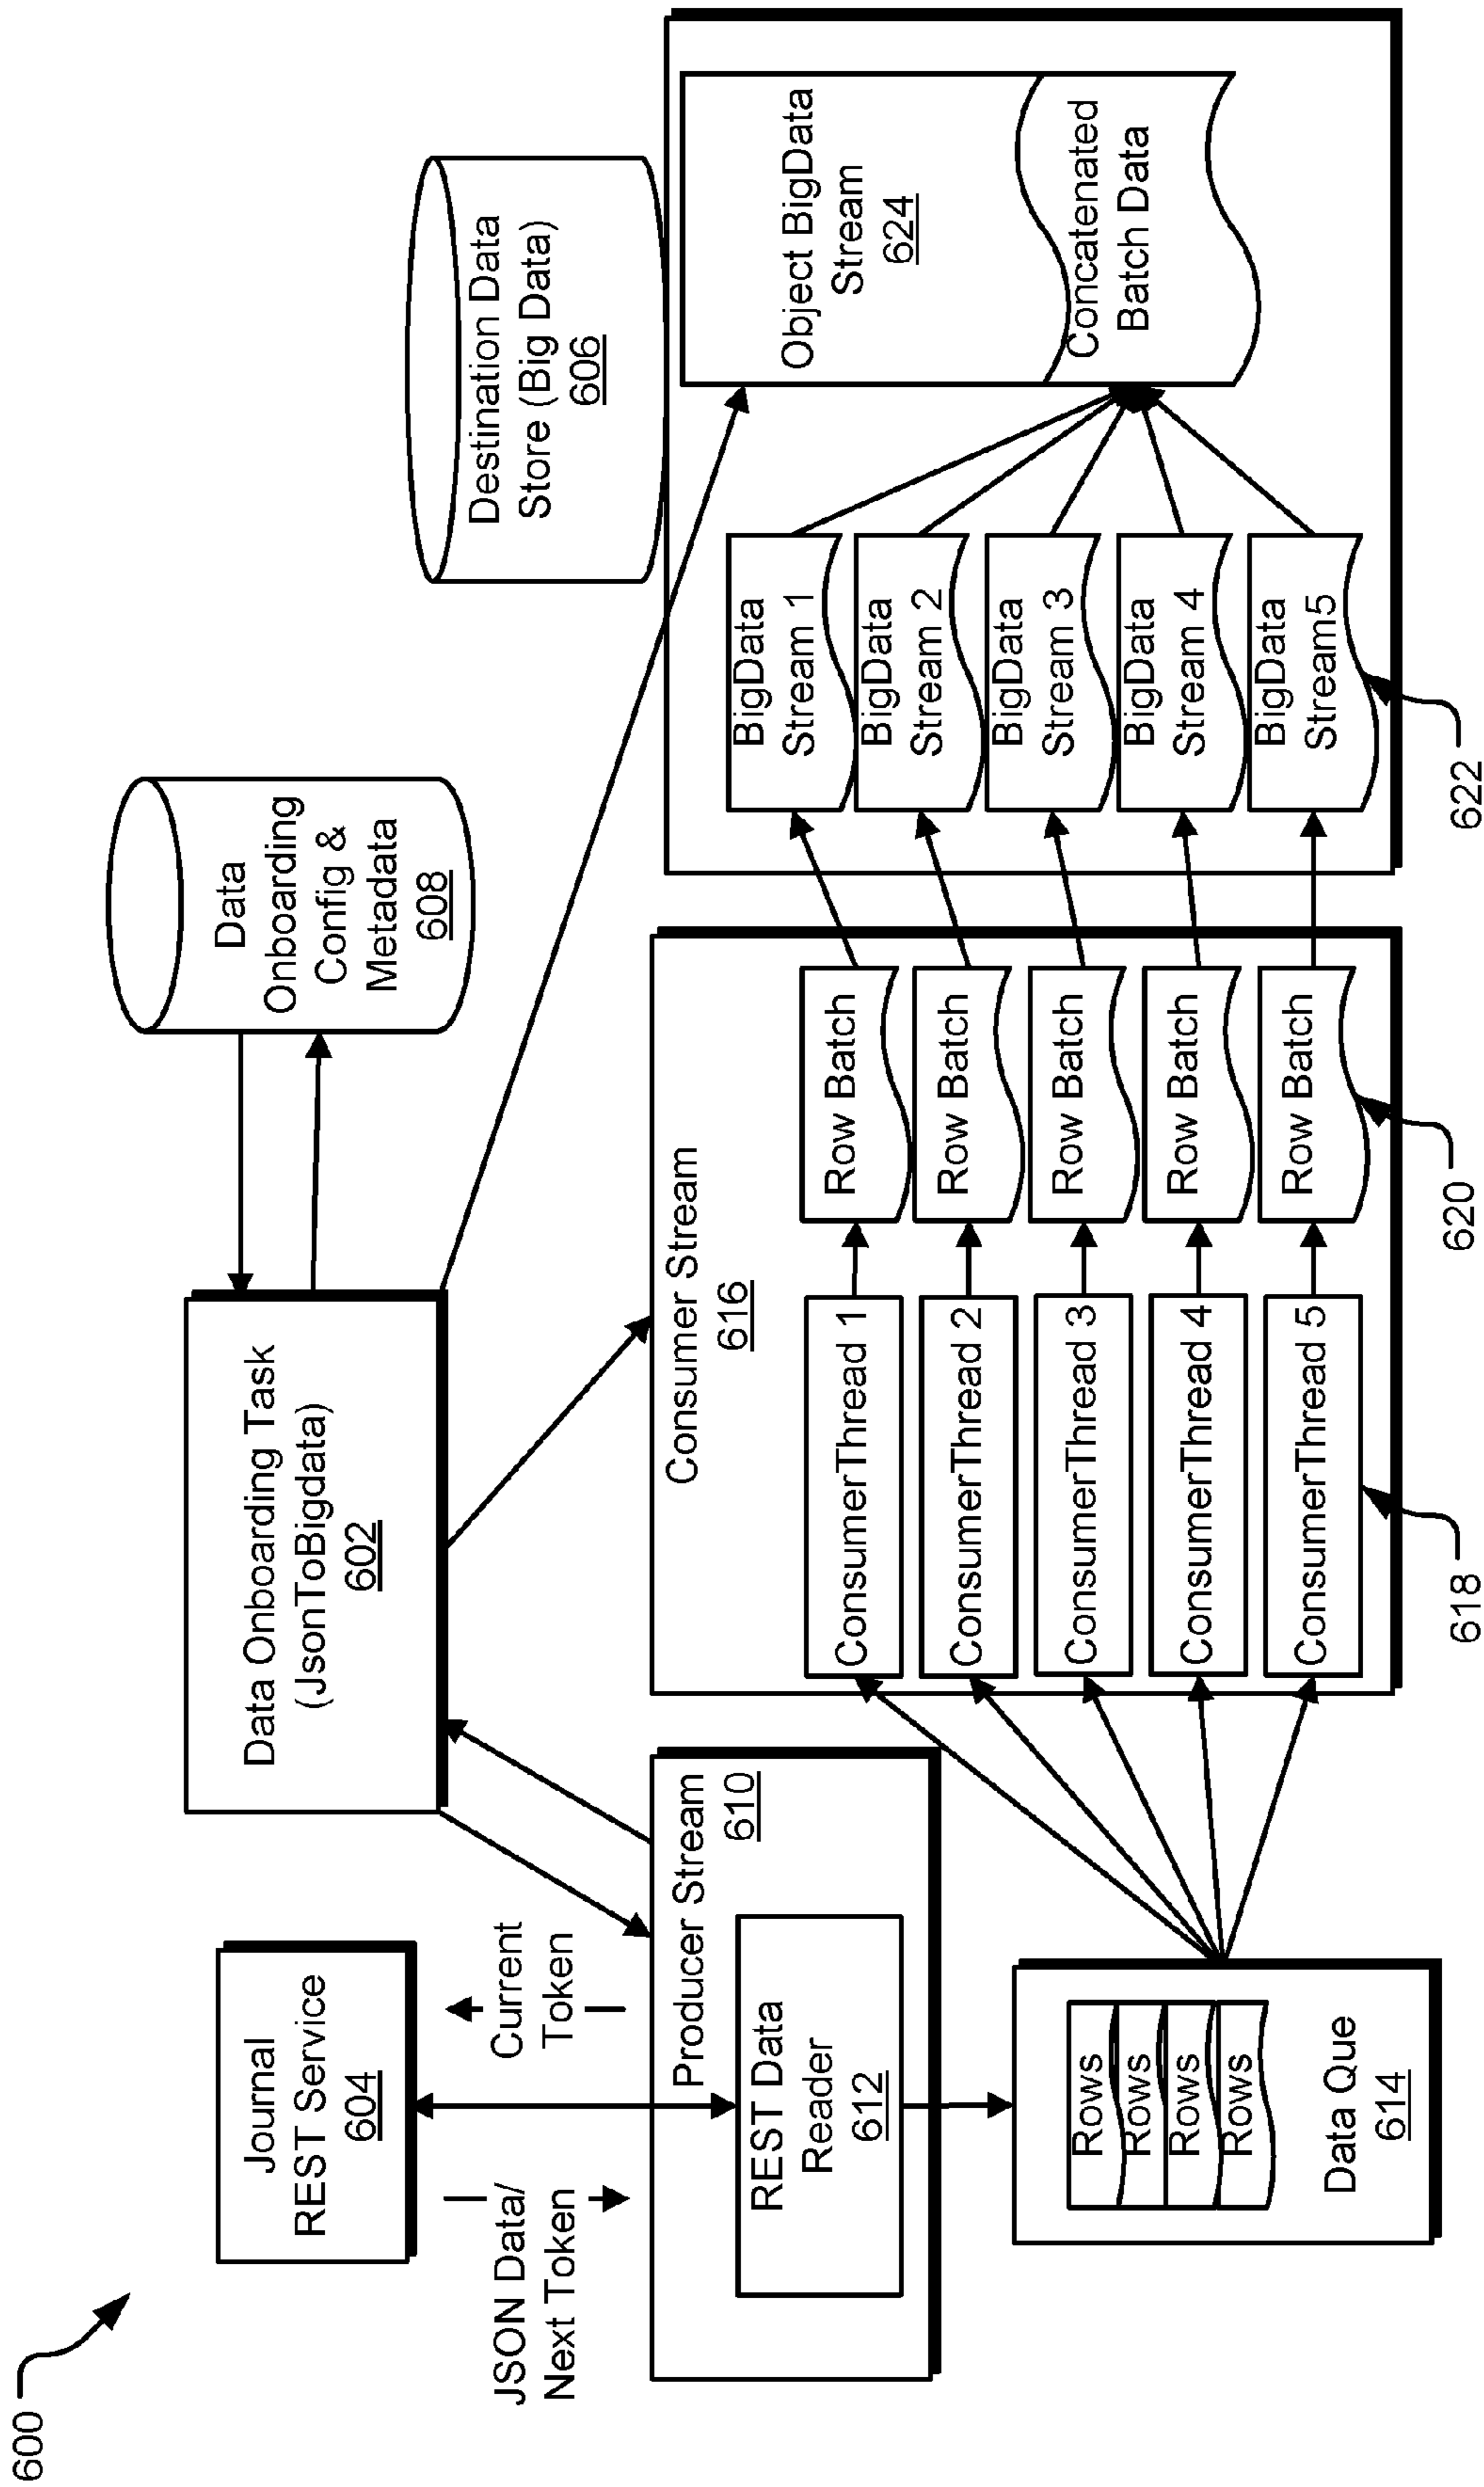 600
Journal
REST Service
604
Data Onboarding Task
(JsonToBigdata)
602
Data
Onboarding
Config &
Metadata
608
Destination Data
Store (Big Data)
606
JSON Data/
Next Token
Current
Token
Producer Stream
610
REST Data
Reader
612
Rows
Rows
Rows
Rows
Data Que
614
Consumer Stream
616
ConsumerThread 1
ConsumerThread 2
ConsumerThread 3
ConsumerThread 4
ConsumerThread 5
618
Row Batch
Row Batch
Row Batch
Row Batch
Row Batch
620
BigData
Stream 1
BigData
Stream 2
BigData
Stream 3
BigData
Stream 4
BigData
Stream5
622
Object BigData
Stream
624
Concatenated
Batch Data